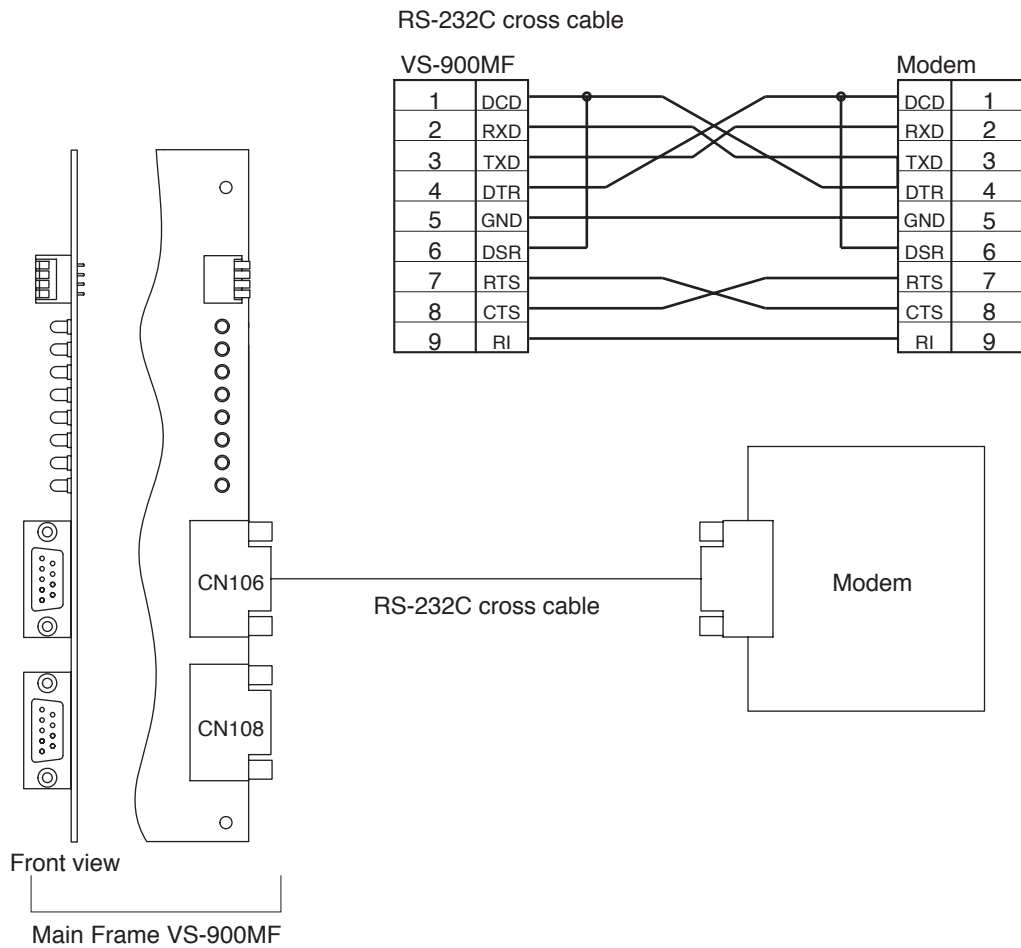 RS-232C cross cable
VS-900MF Modem
1 DCD DCD 1
2 RXD RXD 2
3 TXD TXD 3
4 DTR DTR 4
5 GND GND 5
6 DSR DSR 6
7 RTS RTS 7
8 CTS CTS 8
9 RI RI 9
CN106
RS-232C cross cable
Modem
CN108
Front view
Main Frame VS-900MF